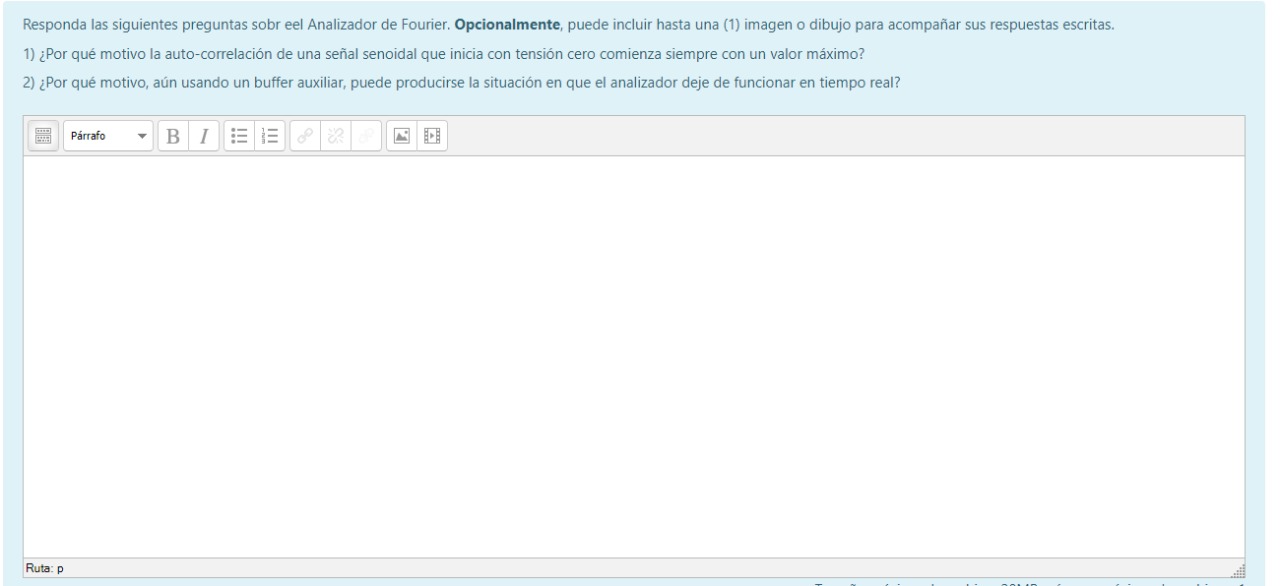 Responda las siguientes preguntas sobr eel Analizador de Fourier. Opcionalmente, puede incluir hasta una (1) imagen o dibujo para acompañar sus respuestas escritas.
1) ¿Por qué motivo la auto-correlación de una señal senoidal que inicia con tensión cero comienza siempre con un valor máximo?
2) ¿Por qué motivo, aún usando un buffer auxiliar, puede producirse la situación en que el analizador deje de funcionar en tiempo real?
Párrafo B I
Ruta: p